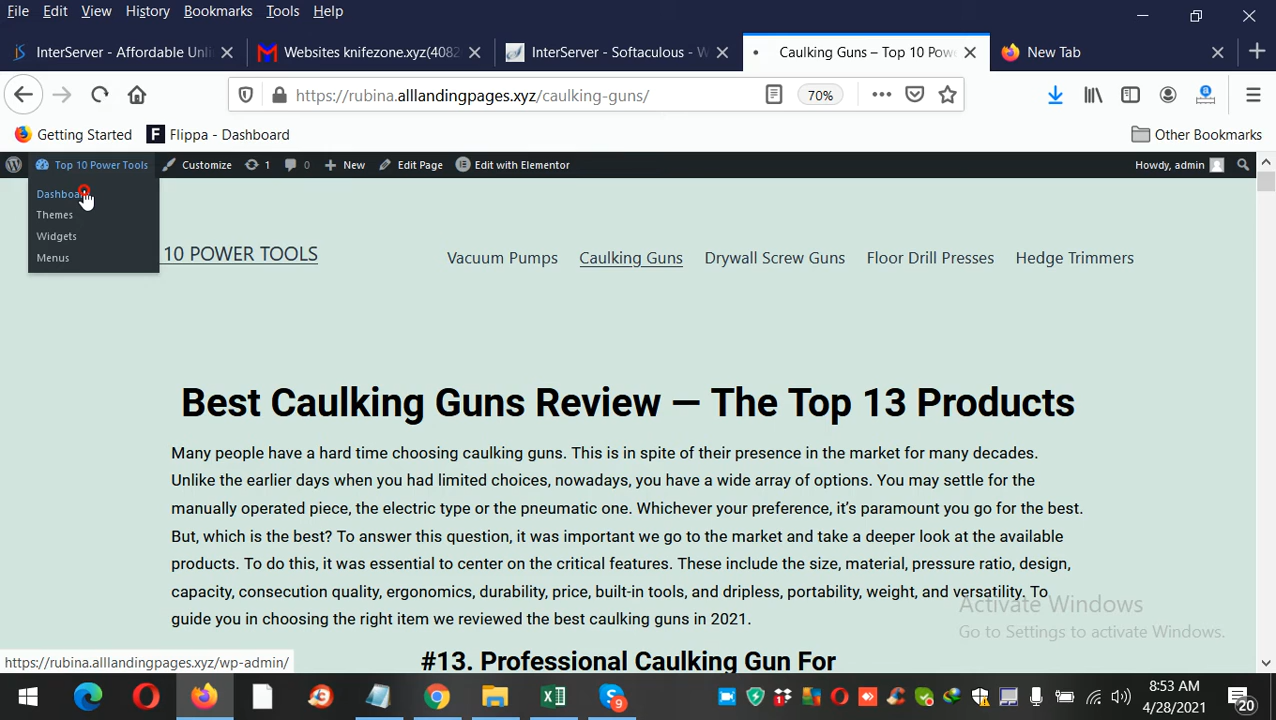 File Edit View History Bookmarks Tools Help
InterServer - Affordable Unli
Websites knifezone.xyz(4082
InterServer - Softaculous - W
Caulking Guns – Top 10 Pow
New Tab
https://rubina.alllandingpages.xyz/caulking-guns/
70%
Getting Started
Flippa - Dashboard
Other Bookmarks
Top 10 Power Tools
Customize
1
0
New
Edit Page
Edit with Elementor
Howdy, admin
Dashboard
Themes
Widgets
Menus
10 POWER TOOLS
Vacuum Pumps
Caulking Guns
Drywall Screw Guns
Floor Drill Presses
Hedge Trimmers
Best Caulking Guns Review — The Top 13 Products
Many people have a hard time choosing caulking guns. This is in spite of their presence in the market for many decades.
Unlike the earlier days when you had limited choices, nowadays, you have a wide array of options. You may settle for the
manually operated piece, the electric type or the pneumatic one. Whichever your preference, it's paramount you go for the best.
But, which is the best? To answer this question, it was important we go to the market and take a deeper look at the available
products. To do this, it was essential to center on the critical features. These include the size, material, pressure ratio, design,
capacity, consecution quality, ergonomics, durability, price, built-in tools, and dripless, portability, weight, and versatility. To
guide you in choosing the right item we reviewed the best caulking guns in 2021.
Activate Windows
Go to Settings to activate Windows.
#13. Professional Caulking Gun For
https://rubina.alllandingpages.xyz/wp-admin/
9
8:53 AM
4/28/2021
20